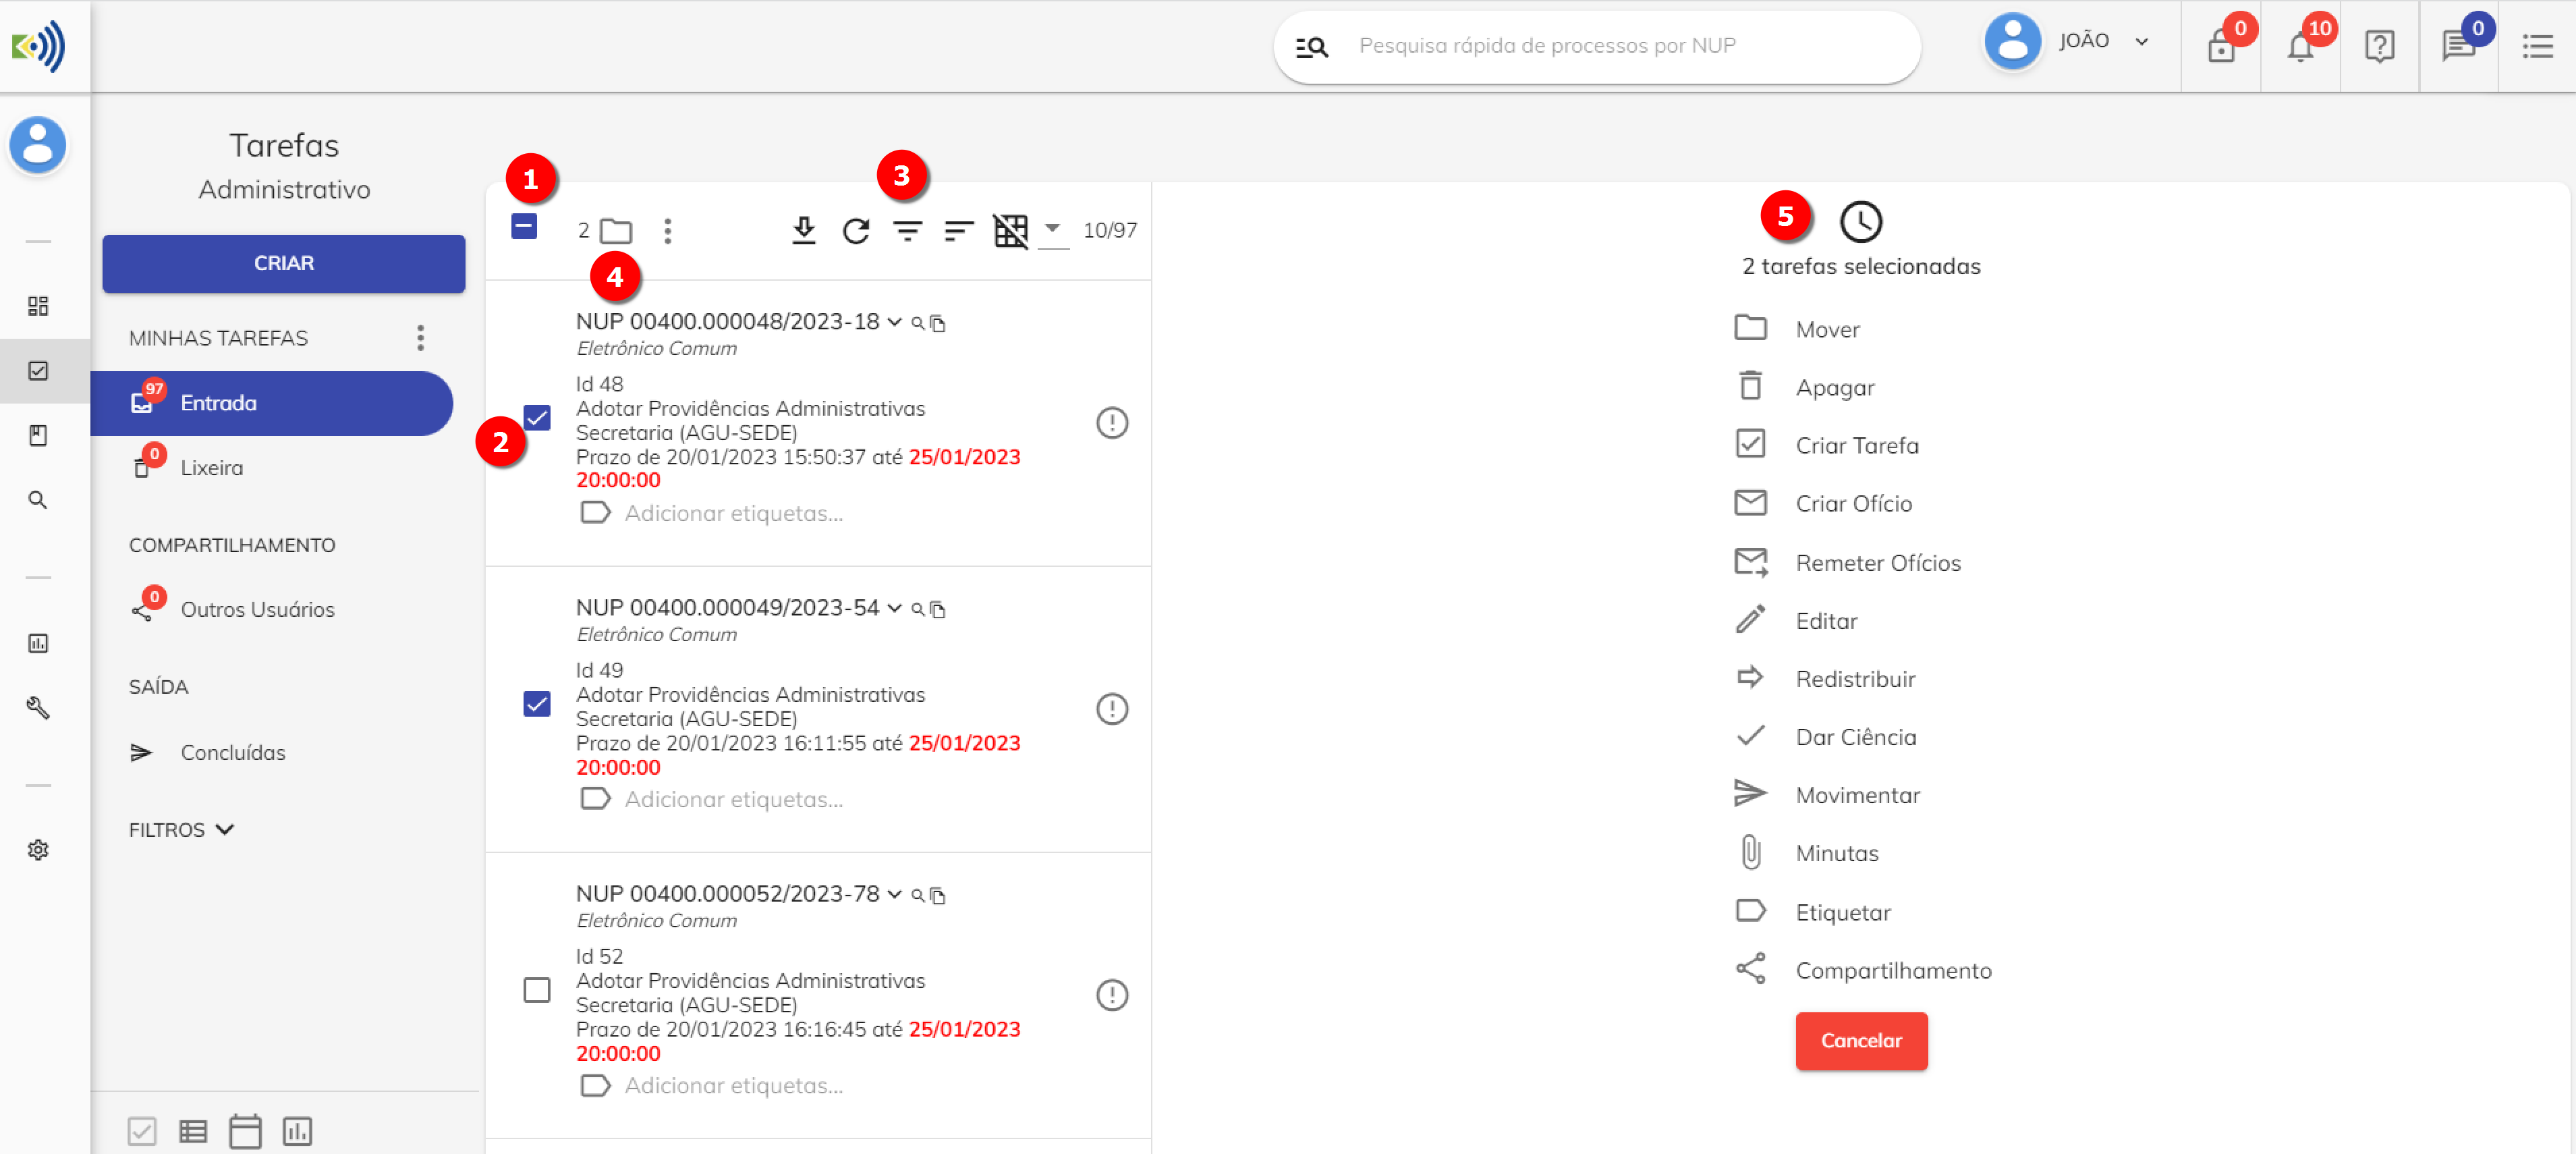 Pesquisa rápida de processos por NUP
JOÃO
0
10
0
Tarefas
Administrativo
CRIAR
MINHAS TAREFAS
97
Entrada
0
Lixeira
COMPARTILHAMENTO
0
Outros Usuários
SAÍDA
Concluídas
FILTROS
1
3
2
10/97
4
NUP 00400.000048/2023-18
Eletrônico Comum
Id 48
Adotar Providências Administrativas
Secretaria (AGU-SEDE)
2
Prazo de 20/01/2023 15:50:37 até 25/01/2023
20:00:00
Adicionar etiquetas...
NUP 00400.000049/2023-54
Eletrônico Comum
Id 49
Adotar Providências Administrativas
Secretaria (AGU-SEDE)
Prazo de 20/01/2023 16:11:55 até 25/01/2023
20:00:00
Adicionar etiquetas...
NUP 00400.000052/2023-78
Eletrônico Comum
Id 52
Adotar Providências Administrativas
Secretaria (AGU-SEDE)
Prazo de 20/01/2023 16:16:45 até 25/01/2023
20:00:00
Adicionar etiquetas...
5
2 tarefas selecionadas
Mover
Apagar
Criar Tarefa
Criar Ofício
Remeter Ofícios
Editar
Redistribuir
Dar Ciência
Movimentar
Minutas
Etiquetar
Compartilhamento
Cancelar